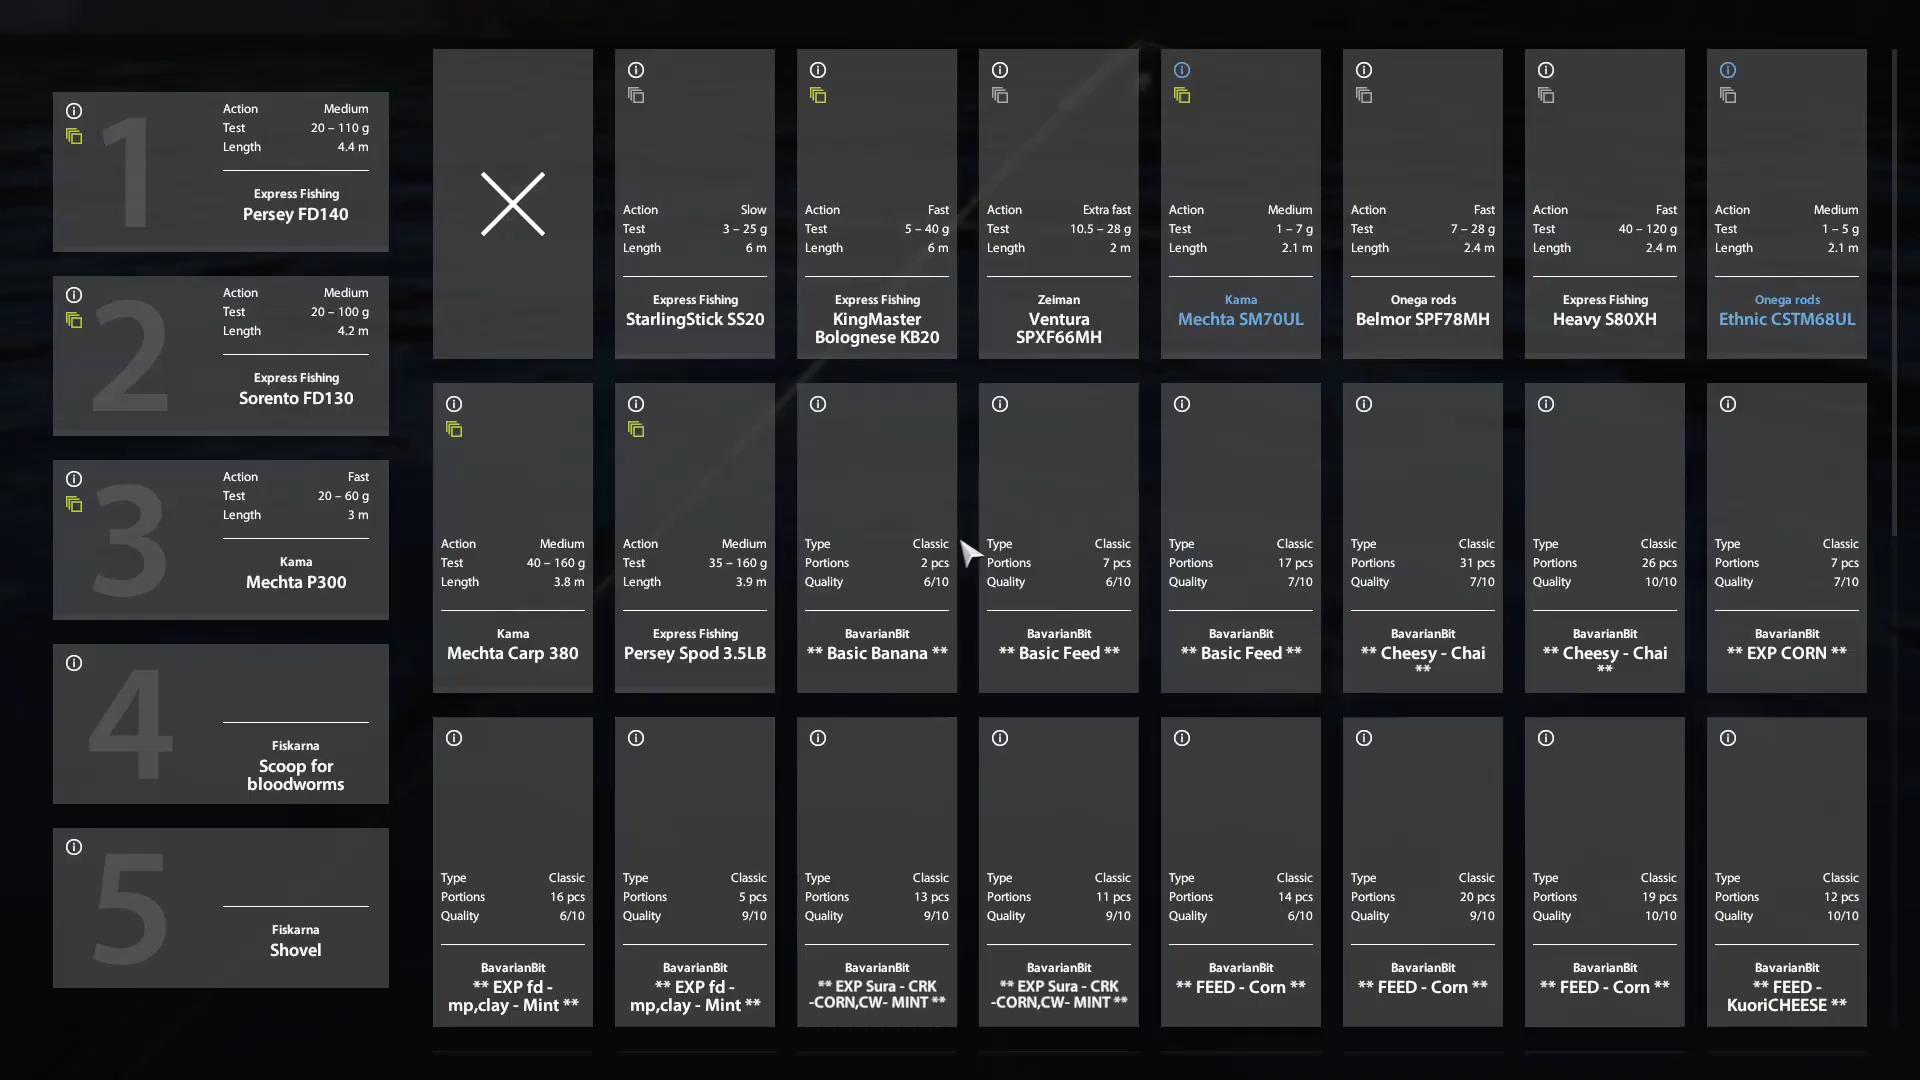 1
Action Medium
Test 20 – 110 g
Length 4.4 m
Express Fishing
Persey FD140
2
Action Medium
Test 20 – 100 g
Length 4.2 m
Express Fishing
Sorento FD130
3
Action Fast
Test 20 – 60 g
Length 3 m
Kama
Mechta P300
4
Fiskarna
Scoop for
bloodworms
5
Fiskarna
Shovel
Action Slow
Test 3 – 25 g
Length 6 m
Express Fishing
StarlingStick SS20
Action Fast
Test 5 – 40 g
Length 6 m
Express Fishing
KingMaster
Bolognese KB20
Action Extra fast
Test 10.5 – 28 g
Length 2 m
Zeiman
Ventura
SPXF66MH
Action Medium
Test 1 – 7 g
Length 2.1 m
Kama
Mechta SM70UL
Action Fast
Test 7 – 28 g
Length 2.4 m
Onega rods
Belmor SPF78MH
Action Fast
Test 40 – 120 g
Length 2.4 m
Express Fishing
Heavy S80XH
Action Medium
Test 1 – 5 g
Length 2.1 m
Onega rods
Ethnic CSTM68UL
Action Medium
Test 40 – 160 g
Length 3.8 m
Kama
Mechta Carp 380
Action Medium
Test 35 – 160 g
Length 3.9 m
Express Fishing
Persey Spod 3.5LB
Type Classic
Portions 2 pcs
Quality 6/10
BavarianBit
** Basic Banana **
Type Classic
Portions 7 pcs
Quality 6/10
BavarianBit
** Basic Feed **
Type Classic
Portions 17 pcs
Quality 7/10
BavarianBit
** Basic Feed **
Type Classic
Portions 31 pcs
Quality 7/10
BavarianBit
** Cheesy - Chai
**
Type Classic
Portions 26 pcs
Quality 10/10
BavarianBit
** Cheesy - Chai
**
Type Classic
Portions 7 pcs
Quality 7/10
BavarianBit
** EXP CORN **
Type Classic
Portions 16 pcs
Quality 6/10
BavarianBit
** EXP fd -
mp,clay - Mint **
Type Classic
Portions 5 pcs
Quality 9/10
BavarianBit
** EXP fd -
mp,clay - Mint **
Type Classic
Portions 13 pcs
Quality 9/10
BavarianBit
** EXP Sura - CRK
-CORN,CW- MINT **
Type Classic
Portions 11 pcs
Quality 9/10
BavarianBit
** EXP Sura - CRK
-CORN,CW- MINT **
Type Classic
Portions 14 pcs
Quality 6/10
BavarianBit
** FEED - Corn **
Type Classic
Portions 20 pcs
Quality 9/10
BavarianBit
** FEED - Corn **
Type Classic
Portions 19 pcs
Quality 10/10
BavarianBit
** FEED - Corn **
Type Classic
Portions 12 pcs
Quality 10/10
BavarianBit
** FEED -
KuoriCHEESE **